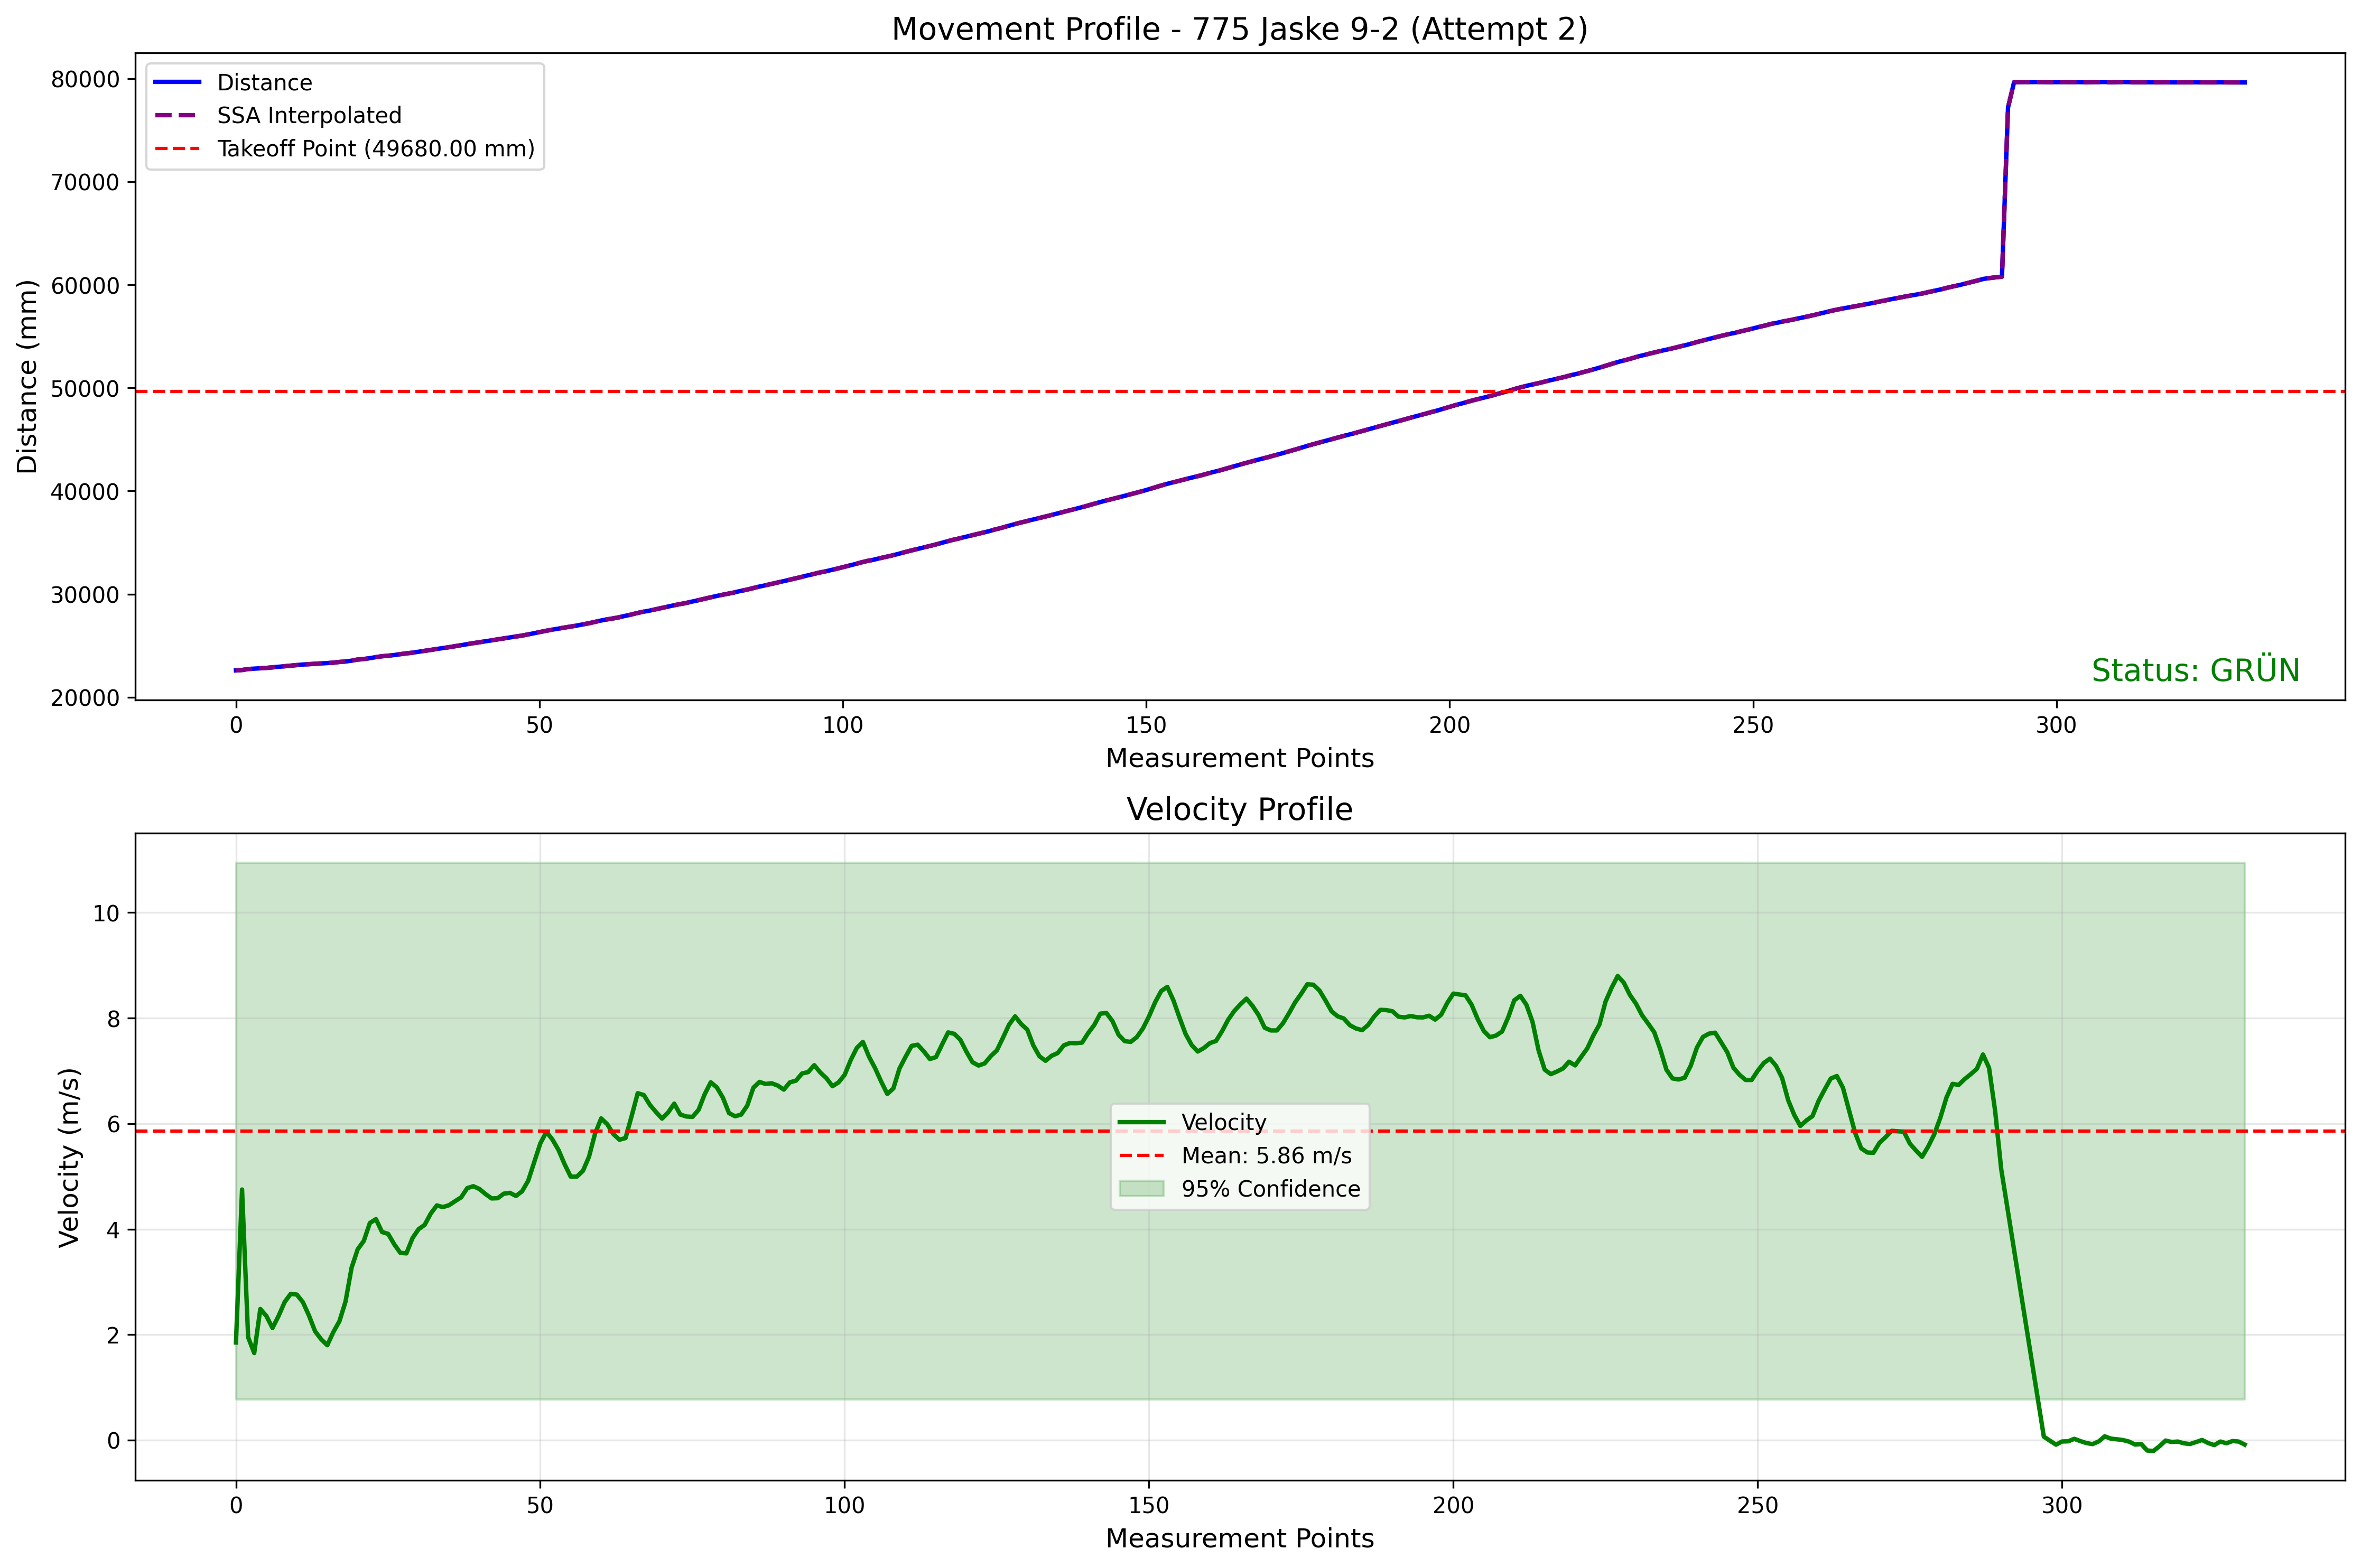 Movement Profile - 775 Jaske 9-2 (Attempt 2)
Distance
SSA Interpolated
Takeoff Point (49680.00 mm)
80000
70000
60000
50000
40000
30000
20000
Distance (mm)
Status: GRÜN
0 50 100 150 200 250 300
Measurement Points
Velocity Profile
10
8
6
4
2
0
Velocity (m/s)
Velocity
Mean: 5.86 m/s
95% Confidence
0 50 100 150 200 250 300
Measurement Points